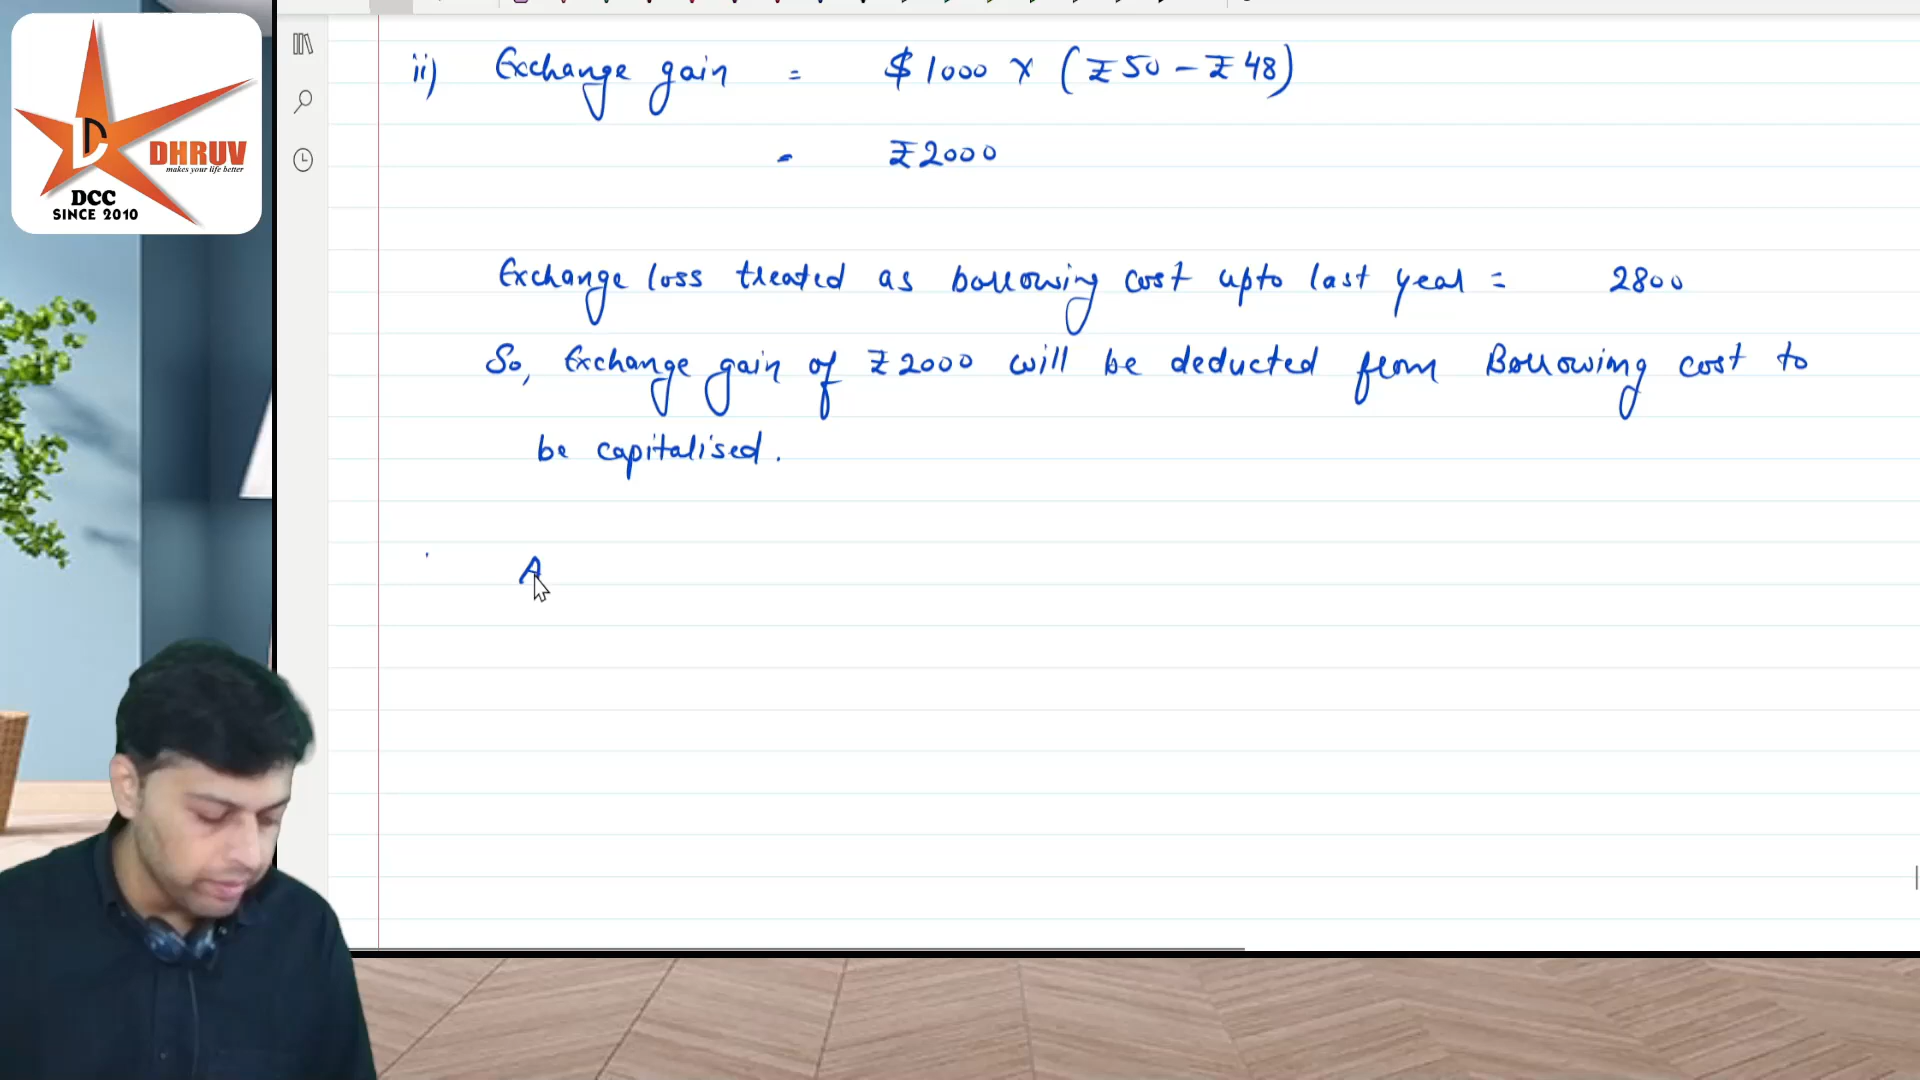 DC
DHRUV
makes your life better
DCC
SINCE 2010
ii) Exchange gain = $1000 x (₹50 - ₹48)
= ₹2000
Exchange loss treated as borrowing cost upto last year = 2800
So, Exchange gain of ₹2000 will be deducted from Borrowing cost to
be capitalised.
A